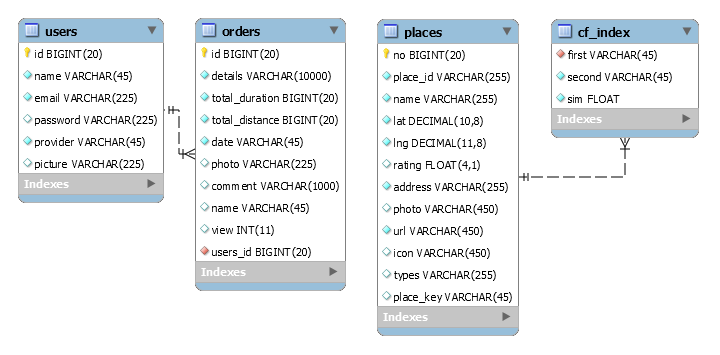 users
id BIGINT(20)
name VARCHAR(45)
email VARCHAR(225)
password VARCHAR(225)
provider VARCHAR(45)
picture VARCHAR(225)
Indexes
orders
id BIGINT(20)
details VARCHAR(10000)
total_duration BIGINT(20)
total_distance BIGINT(20)
date VARCHAR(45)
photo VARCHAR(225)
comment VARCHAR(1000)
name VARCHAR(45)
view INT(11)
users_id BIGINT(20)
Indexes
places
no BIGINT(20)
place_id VARCHAR(255)
name VARCHAR(255)
lat DECIMAL(10,8)
lng DECIMAL(11,8)
rating FLOAT(4,1)
address VARCHAR(255)
photo VARCHAR(450)
url VARCHAR(450)
icon VARCHAR(450)
types VARCHAR(255)
place_key VARCHAR(45)
Indexes
cf_index
first VARCHAR(45)
second VARCHAR(45)
sim FLOAT
Indexes